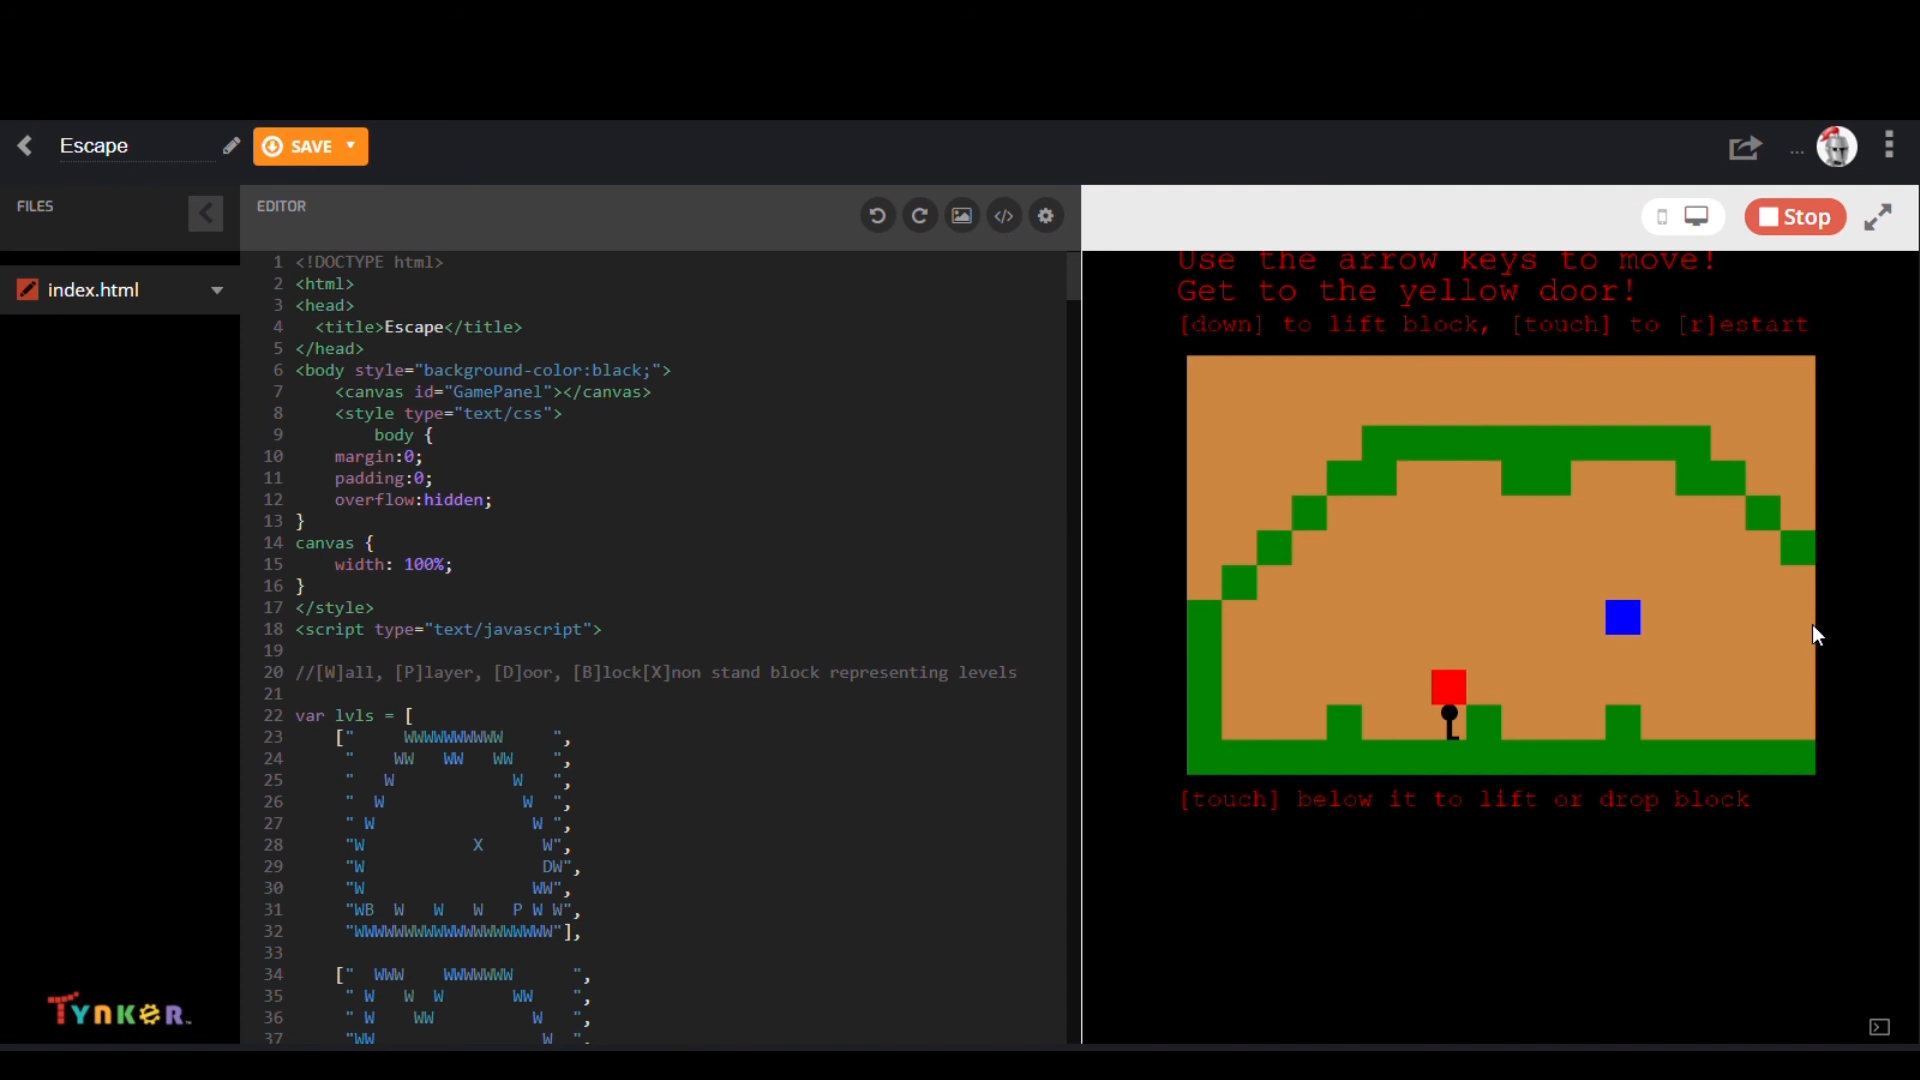 Escape
SAVE
...
FILES
EDITOR
Stop
index.html
1 <!DOCTYPE html>
2 <html>
3 <head>
4   <title>Escape</title>
5 </head>
6 <body style="background-color:black;">
7     <canvas id="GamePanel"></canvas>
8     <style type="text/css">
9         body {
10     margin:0;
11     padding:0;
12     overflow:hidden;
13 }
14 canvas {
15     width: 100%;
16 }
17 </style>
18 <script type="text/javascript">
19
20 //[W]all, [P]layer, [D]oor, [B]lock[X]non stand block representing levels
21
22 var lvls = [
23     ["     WWWWWWWWWW     ",
24      "    WW   WW   WW    ",
25      "   W            W   ",
26      "  W              W  ",
27      " W                W ",
28      "W           X      W",
29      "W                  DW",
30      "W                 WW",
31      "WB  W   W   W   P W W",
32      "WWWWWWWWWWWWWWWWWWWWW"],
33
34     ["   WWW    WWWWWWW      ",
35      "  W   W  W       WW    ",
36      "  W    WW          W   ",
37      "WW                 W  ",
Use the arrow keys to move!
Get to the yellow door!
[down] to lift block, [touch] to [r]estart
[touch] below it to lift or drop block
TYNKER